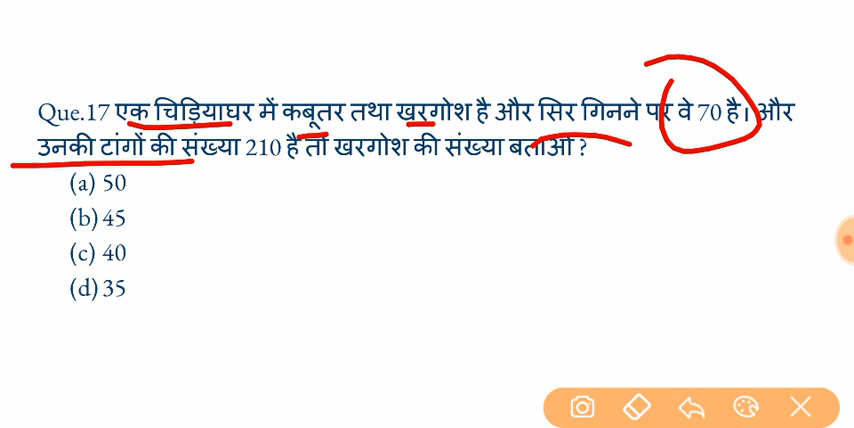 Que.17 एक चिड़ियाघर में कबूतर तथा खरगोश है और सिर गिनने पर वे 70 है। और
उनकी टांगों की संख्या 210 है तो खरगोश की संख्या बताओ ?
(a) 50
(b) 45
(c) 40
(d) 35